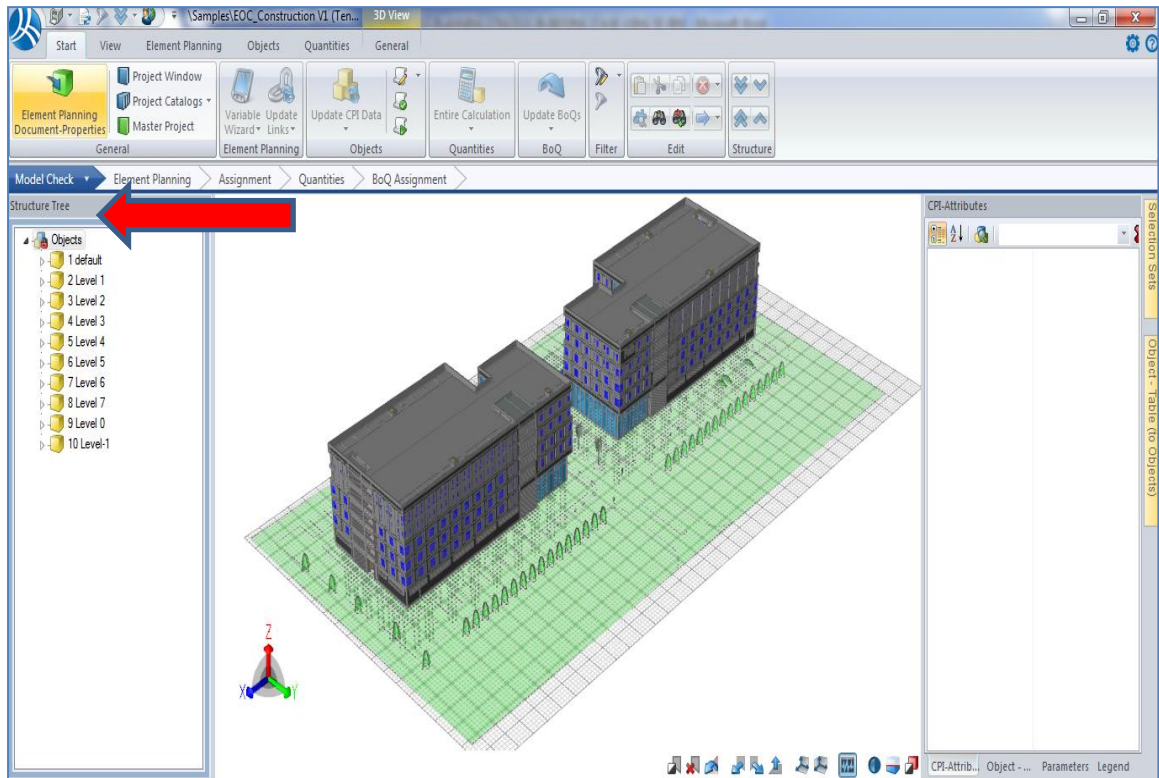 \Samples\EOC_Construction V1 (Ten... 3D View
Start View Element Planning Objects Quantities General
Element Planning
Document-Properties
Project Window
Project Catalogs
Master Project
General
Variable Update
Wizard Links
Element Planning
Update CPI Data
Objects
Entire Calculation
Quantities
Update BoQs
BoQ
Filter
Edit
Structure
Model Check Element Planning Assignment Quantities BoQ Assignment
Structure Tree
Objects
1 default
2 Level 1
3 Level 2
4 Level 3
5 Level 4
6 Level 5
7 Level 6
8 Level 7
9 Level 0
10 Level-1
Z
X
Y
CPI-Attributes
A
Z
Selection Sets
Object - Table (to Objects)
CPI-Attrib... Object - ... Parameters Legend